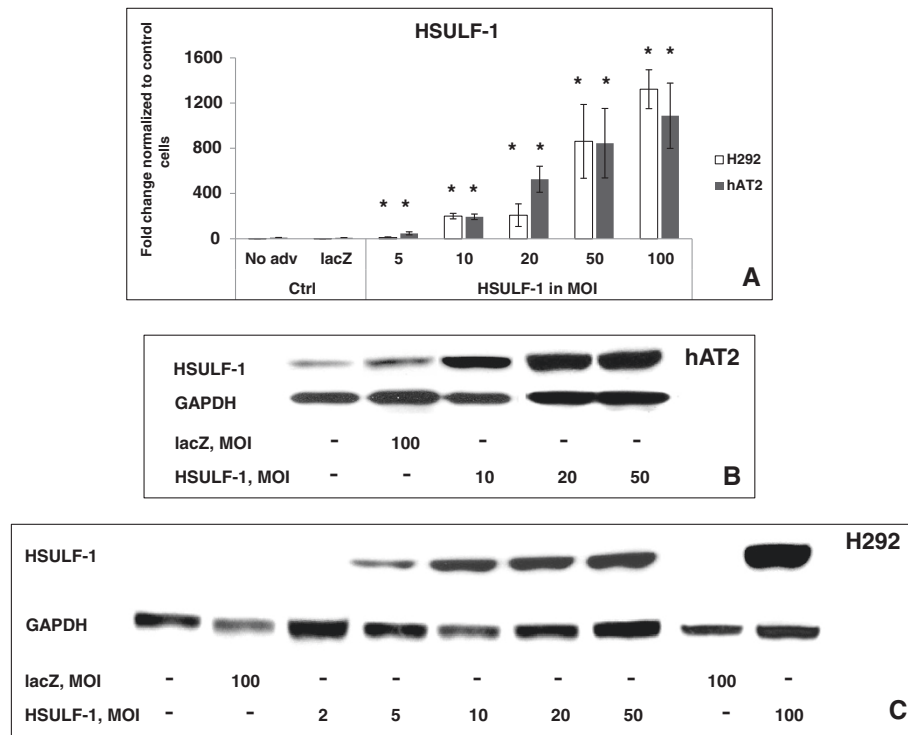 HSULF-1
Fold change normalized to control
cells
1600
1200
800
400
0
* * * * * * * * * *
H292
hAT2
No adv lacZ 5 10 20 50 100
Ctrl HSULF-1 in MOI
A
HSULF-1 hAT2
GAPDH
lacZ, MOI - 100 - - -
HSULF-1, MOI - - 10 20 50
B
HSULF-1 H292
GAPDH
lacZ, MOI - 100 - - - - - 100 -
HSULF-1, MOI - - 2 5 10 20 50 - 100
C